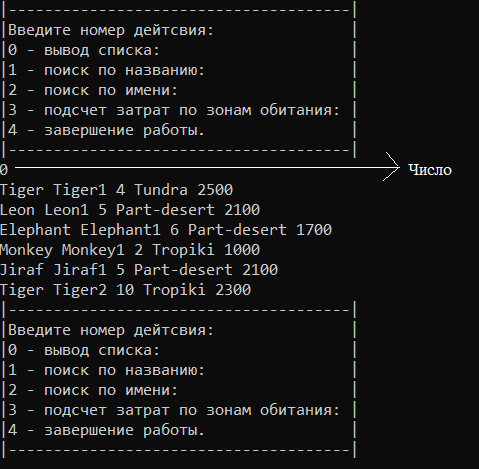 |-------------------------------------|
|Введите номер дейтсвия:              |
|0 - вывод списка:                    |
|1 - поиск по названию:               |
|2 - поиск по имени:                  |
|3 - подсчет затрат по зонам обитания: |
|4 - завершение работы.               |
|-------------------------------------|
0 Число
Tiger Tiger1 4 Tundra 2500
Leon Leon1 5 Part-desert 2100
Elephant Elephant1 6 Part-desert 1700
Monkey Monkey1 2 Tropiki 1000
Jiraf Jiraf1 5 Part-desert 2100
Tiger Tiger2 10 Tropiki 2300
|-------------------------------------|
|Введите номер дейтсвия:              |
|0 - вывод списка:                    |
|1 - поиск по названию:               |
|2 - поиск по имени:                  |
|3 - подсчет затрат по зонам обитания: |
|4 - завершение работы.               |
|-------------------------------------|